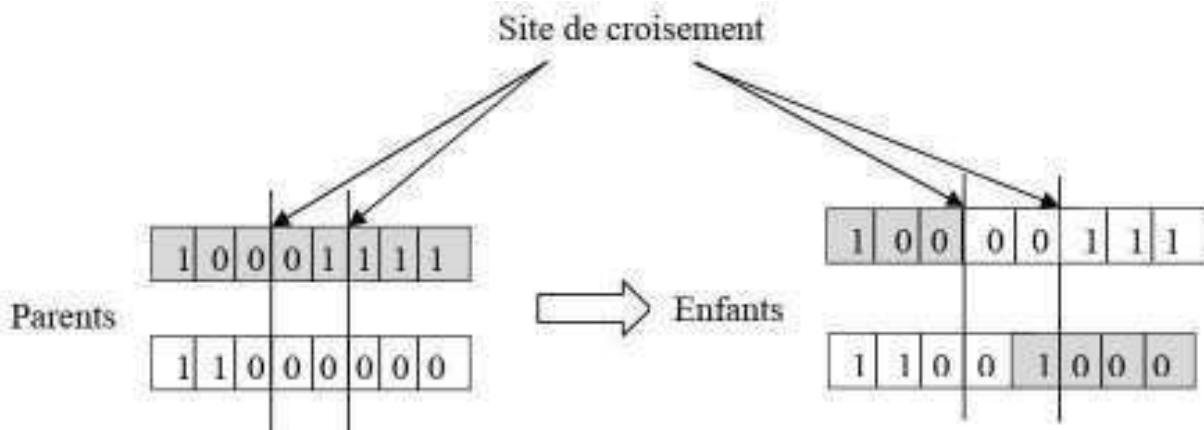 Site de croisement
1 0 0 0 1 1 1 1
1 0 0 0 0 1 1 1
Parents
Enfants
1 1 0 0 0 0 0 0
1 1 0 0 1 0 0 0